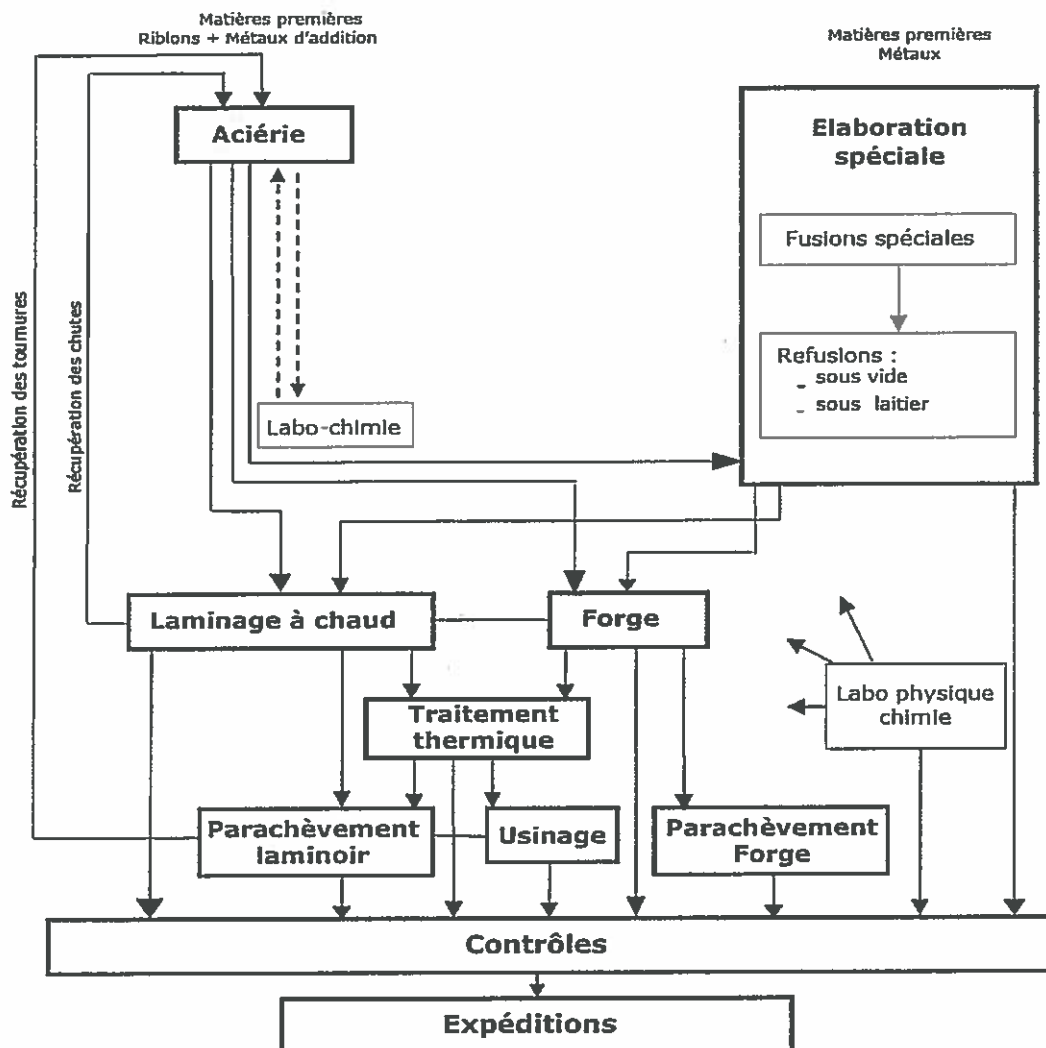 Matières premières
Riblons + Métaux d'addition
Matières premières
Métaux
Aciérie
Elaboration
spéciale
Fusions spéciales
Refusions :
- sous vide
- sous laitier
Récupération des tournures
Récupération des chutes
Labo-chimie
Laminage à chaud
Forge
Labo physique
chimie
Traitement
thermique
Parachèvement
laminoir
Usinage
Parachèvement
Forge
Contrôles
Expéditions